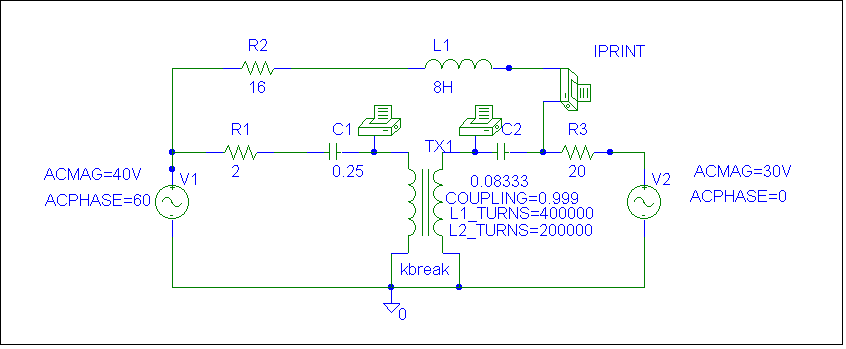 R2
L1
IPRINT
16
8H
R1
C1
TX1
C2
R3
2
0.25
20
ACMAG=40V
V1
ACPHASE=60
0.08333
COUPLING=0.999
L1_TURNS=400000
L2_TURNS=200000
V2
ACMAG=30V
ACPHASE=0
kbreak
0